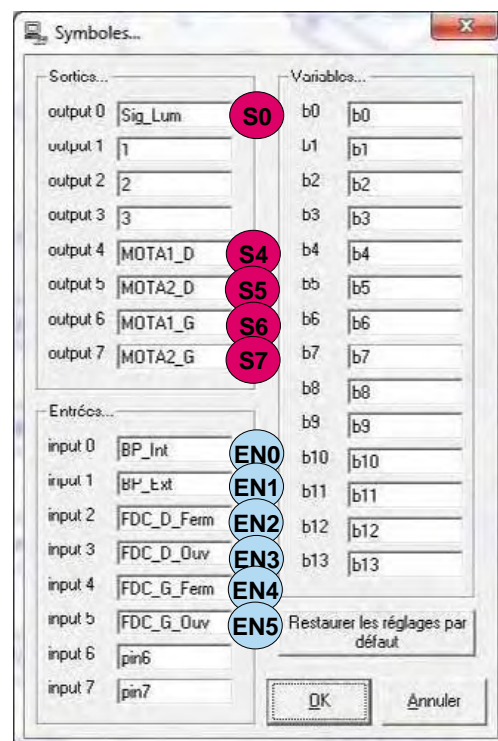 Symboles...
Sorties...
output 0 Sig_Lum S0
output 1 1
output 2 2
output 3 3
output 4 MOTA1_D S4
output 5 MOTA2_D S5
output 6 MOTA1_G S6
output 7 MOTA2_G S7
Entrées...
input 0 BP_Int EN0
input 1 BP_Ext EN1
input 2 FDC_D_Ferm EN2
input 3 FDC_D_Ouv EN3
input 4 FDC_G_Ferm EN4
input 5 FDC_G_Ouv EN5
input 6 pin6
input 7 pin7
Variables...
b0 b0
b1 b1
b2 b2
b3 b3
b4 b4
b5 b5
b6 b6
b7 b7
b8 b8
b9 b9
b10 b10
b11 b11
b12 b12
b13 b13
Restaurer les réglages par
défaut
OK
Annuler